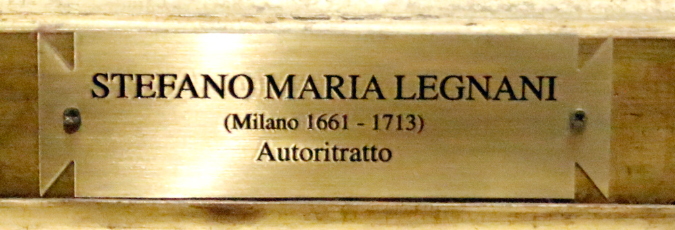 STEFANO MARIA LEGNANI
(Milano 1661 - 1713)
Autoritratto